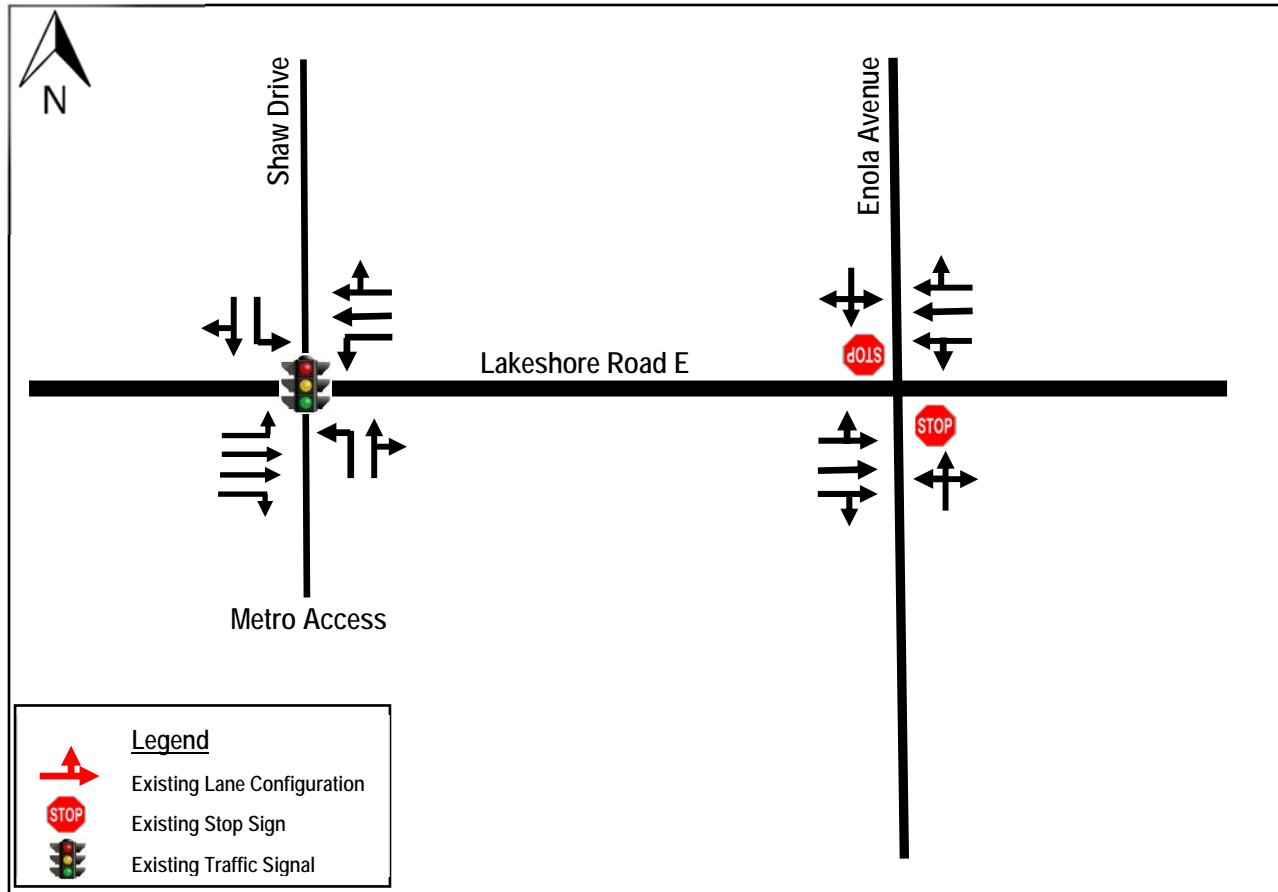 N
Shaw Drive
Enola Avenue
STOP
Lakeshore Road E
STOP
Metro Access
Legend
Existing Lane Configuration
STOP
Existing Stop Sign
Existing Traffic Signal